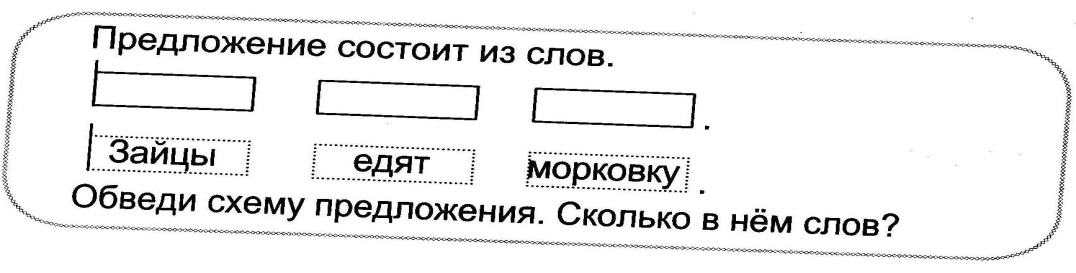 Предложение состоит из слов.
Зайцы едят морковку.
Обведи схему предложения. Сколько в нём слов?